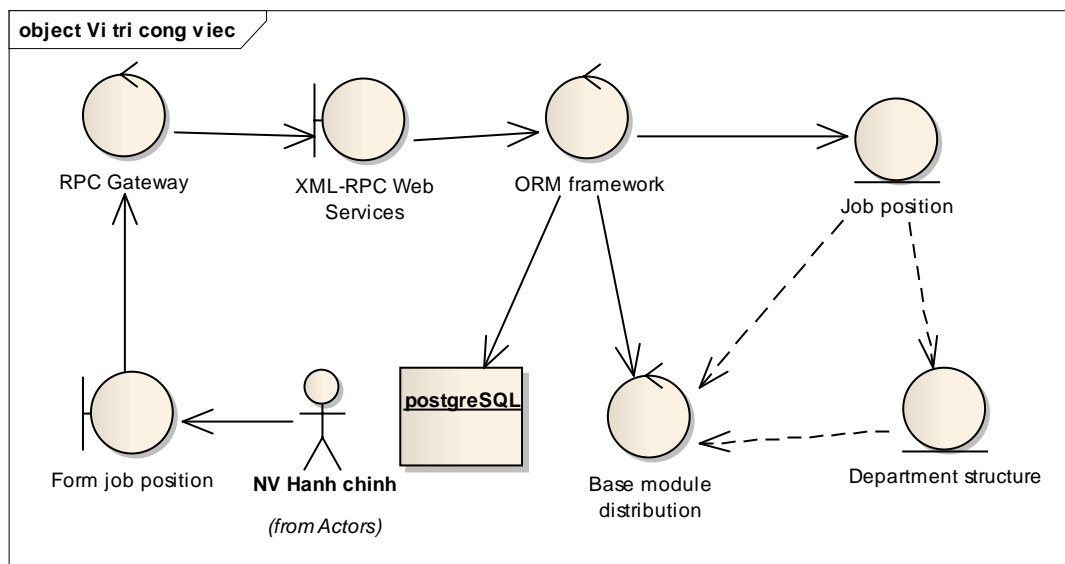 object Vi tri cong viec
RPC Gateway
XML-RPC Web
Services
ORM framework
Job position
Form job position
NV Hanh chinh
(from Actors)
postgreSQL
Base module
distribution
Department structure